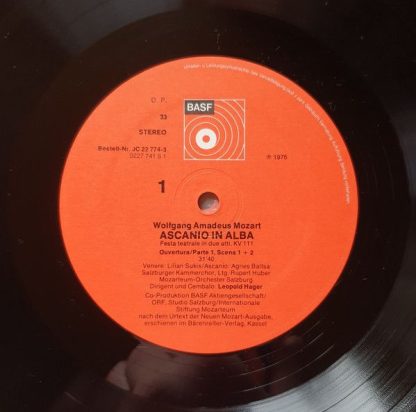 D. P.
33
STEREO
BASF
Bestell-Nr. JC 22 774-3
0227 741 S 1
℗ 1976
1
Wolfgang Amadeus Mozart
ASCANIO IN ALBA
Festa teatrale in due atti, KV 111
Ouvertura/Parte 1, Scena 1 + 2
31'40
Venere: Lilian Sukis/Ascanio: Agnes Baltsa
Salzburger Kammerchor, Ltg. Rupert Huber
Mozarteum-Orchester Salzburg
Dirigent und Cembalo: Leopold Hager
Co-Produktion BASF Aktiengesellschaft/
ORF, Studio Salzburg/Internationale
Stiftung Mozarteum
nach dem Urtext der Neuen Mozart-Ausgabe,
erschienen im Bärenreiter-Verlag, Kassel